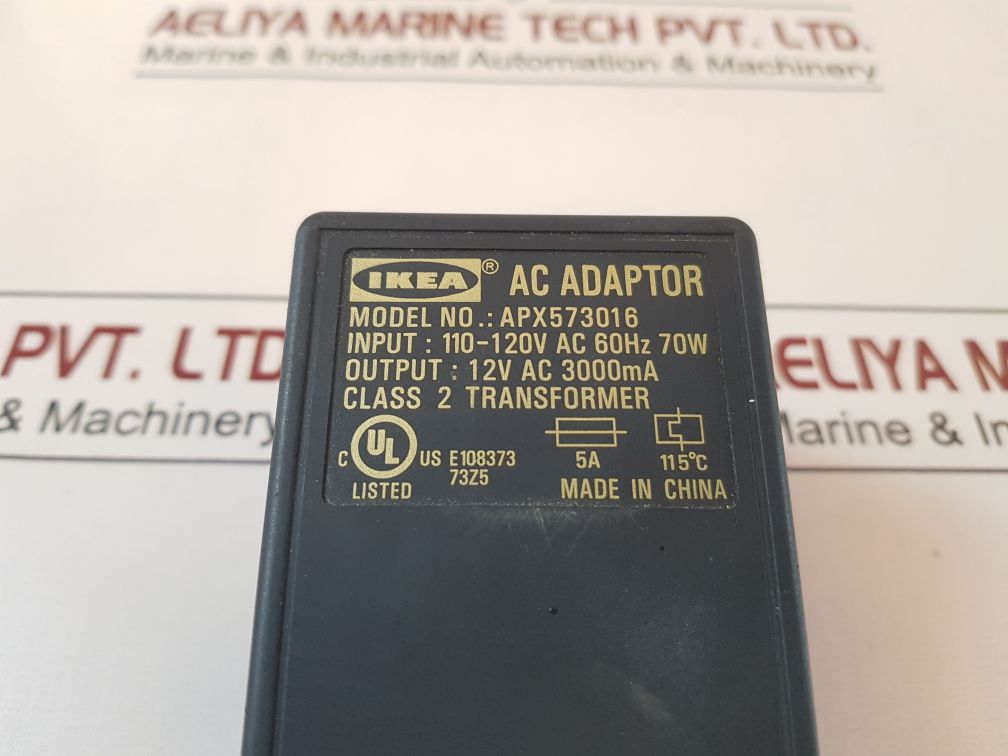 AELIYA MARINE TECH PVT. LTD.
Marine & Industrial Automation & Machinery
PVT. LTD
& Machinery
AELIYA M
Marine & In
IKEA® AC ADAPTOR
MODEL NO.: APX573016
INPUT : 110-120V AC 60Hz 70W
OUTPUT : 12V AC 3000mA
CLASS 2 TRANSFORMER
C UL US E108373
73Z5
LISTED
5A
115°C
MADE IN CHINA